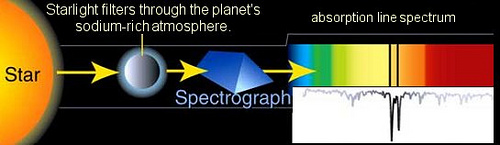 Starlight filters through the planet's
sodium-rich atmosphere.
absorption line spectrum
Star
Spectrograph